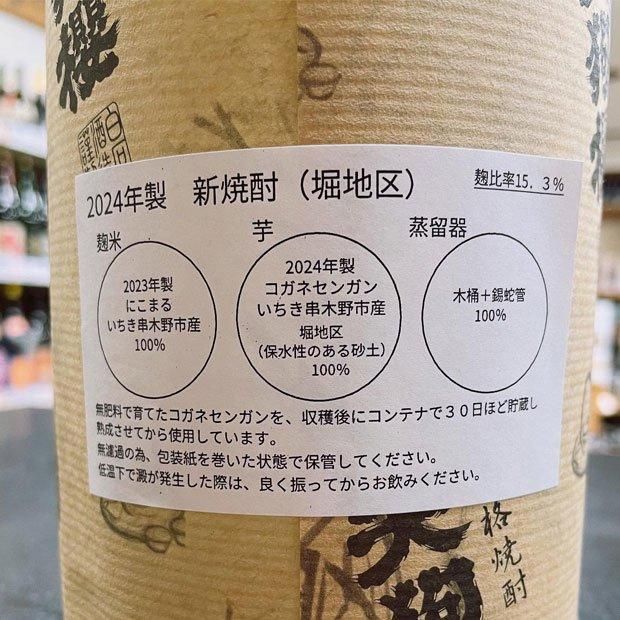 櫻
2024年製 新焼酎（堀地区）
麹比率15．３％
麹米
芋
蒸留器
2023年製
にこまる
いちき串木野市産
100%
2024年製
コガネセンガン
いちき串木野市産
堀地区
（保水性のある砂土）
100%
木桶＋錫蛇管
100%
無肥料で育てたコガネセンガンを、収穫後にコンテナで３０日ほど貯蔵し
熟成させてから使用しています。
無濾過の為、包装紙を巻いた状態で保管してください。
低温下で澱が発生した際は、良く振ってからお飲みください。
格焼酎